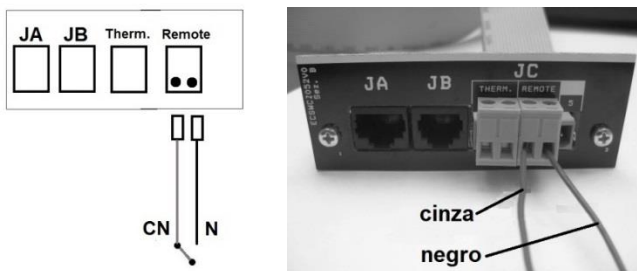 JA JB Therm. Remote
CN N
JC
JA JB
THERM. REMOTE
cinza
negro